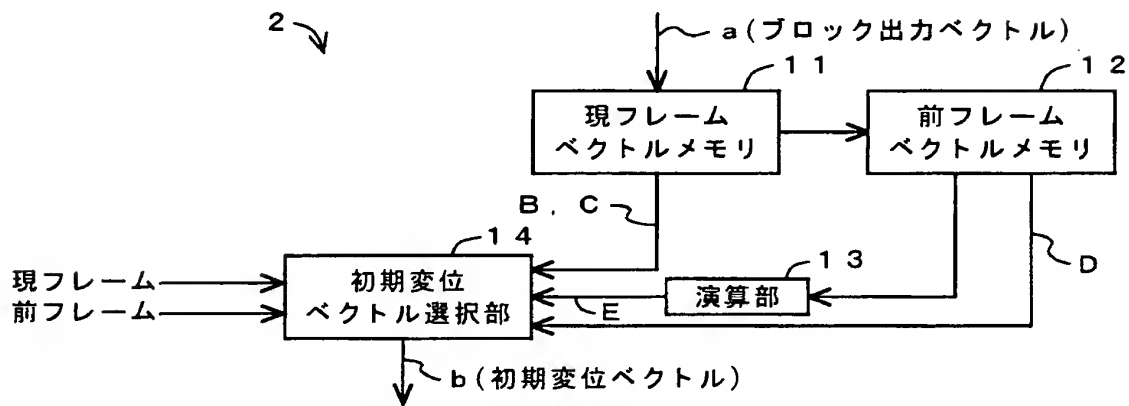 2
a(ブロック出力ベクトル)
11
12
現フレーム
ベクトルメモリ
前フレーム
ベクトルメモリ
B, C
14
13
D
現フレーム
前フレーム
初期変位
ベクトル選択部
E
演算部
b(初期変位ベクトル)